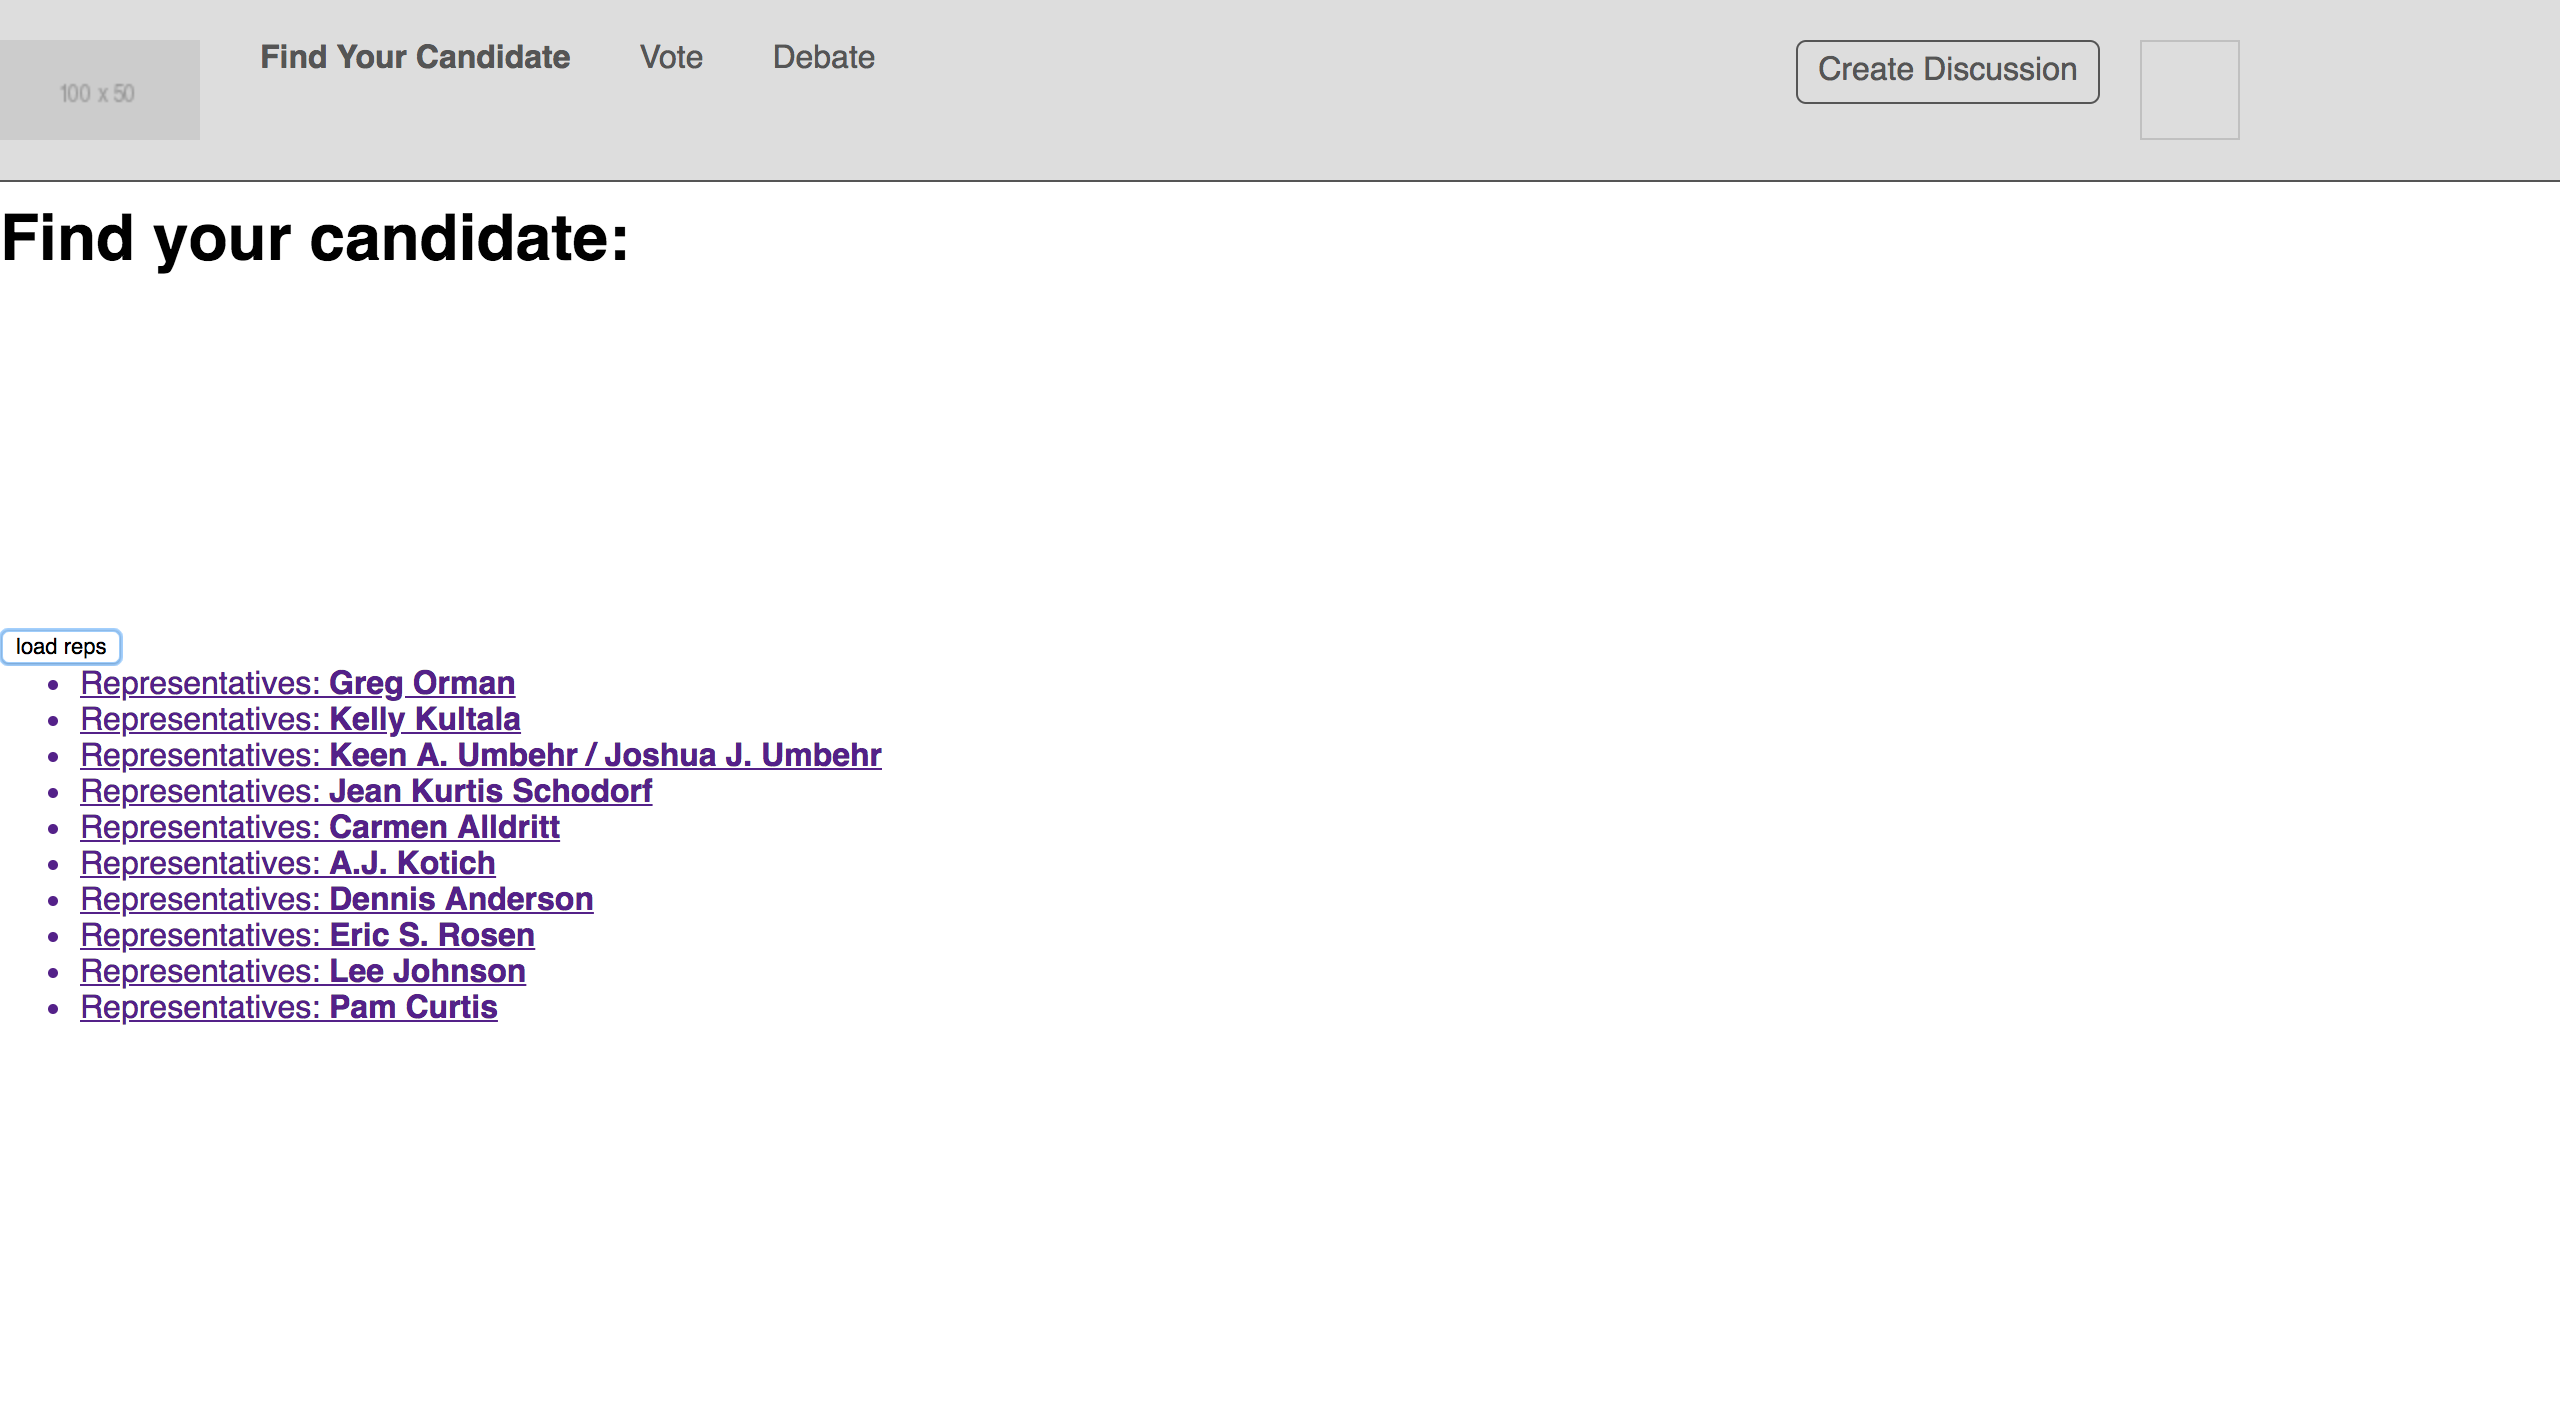 100 x 50
Find Your Candidate Vote Debate Create Discussion
Find your candidate:
load reps
Representatives: Greg Orman
Representatives: Kelly Kultala
Representatives: Keen A. Umbehr / Joshua J. Umbehr
Representatives: Jean Kurtis Schodorf
Representatives: Carmen Alldritt
Representatives: A.J. Kotich
Representatives: Dennis Anderson
Representatives: Eric S. Rosen
Representatives: Lee Johnson
Representatives: Pam Curtis